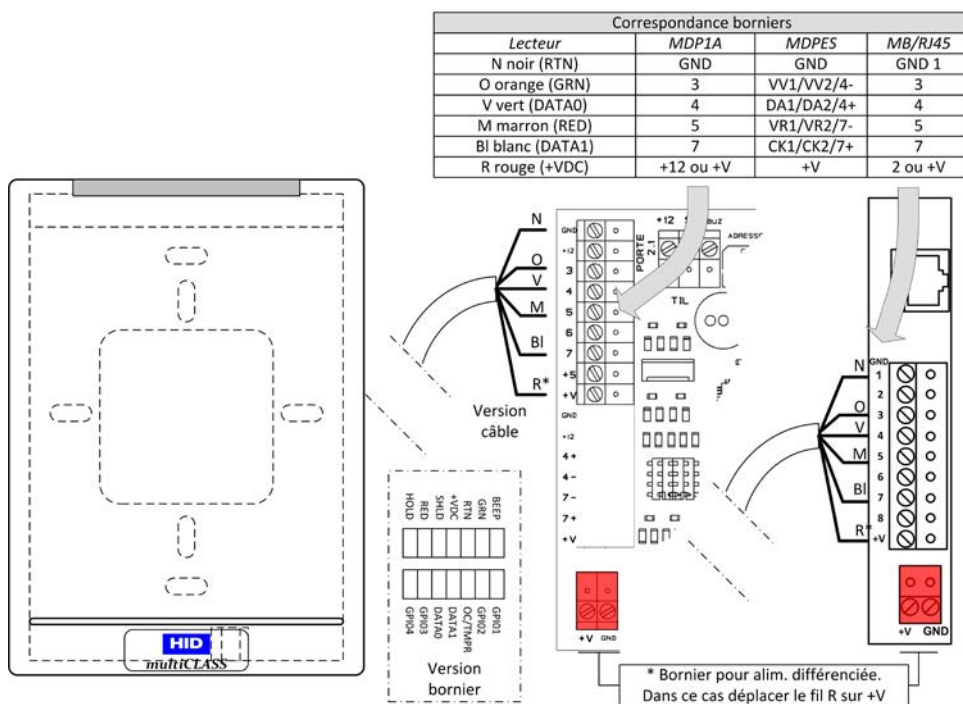 Correspondance borniers
Lecteur MDP1A MDPES MB/RJ45
N noir (RTN) GND GND GND 1
O orange (GRN) 3 VV1/VV2/4- 3
V vert (DATA0) 4 DA1/DA2/4+ 4
M marron (RED) 5 VR1/VR2/7- 5
Bl blanc (DATA1) 7 CK1/CK2/7+ 7
R rouge (+VDC) +12 ou +V +V 2 ou +V
N
O
V
M
Bl
R*
Version
câble
GND
+12
3
4
5
6
7
+5
+V
GND
+12
4+
4-
7-
7+
+V
PORTE
2.1
+12
BUZ
ADRESS
TIL
+V GND
N
O
V
M
Bl
R*
GND
1
2
3
4
5
6
7
8
+V
+V GND
HOLD
RED
SHLD
+VDC
RTN
GRN
BEEP
GPIO4
GPIO3
DATA0
DATA1
OC/TMPR
GPIO2
GPIO1
Version
bornier
HID
multiCLASS
* Bornier pour alim. différenciée.
Dans ce cas déplacer le fil R sur +V